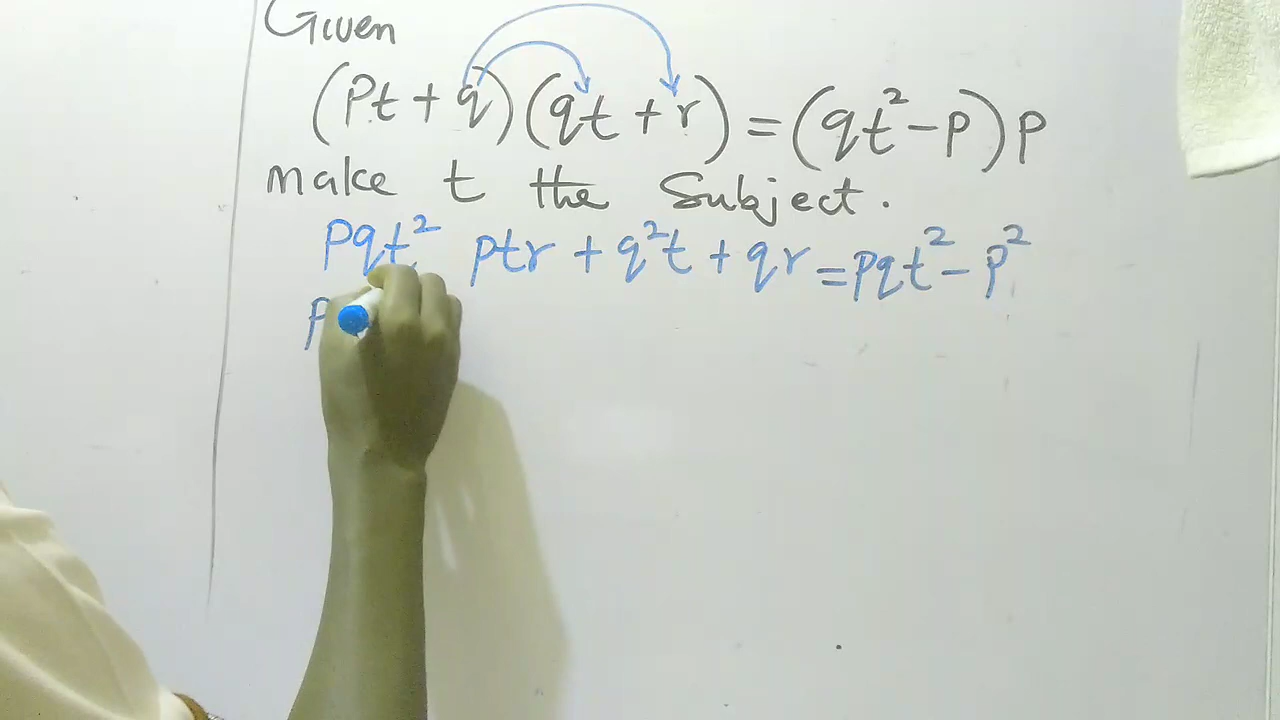 Given
(Pt + q)(qt + r) = (qt² - p)p
make t the Subject.
pqt² ptr + q²t + qr = pqt² - p²
p